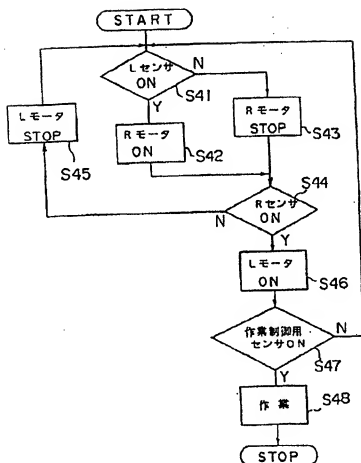 START
Lセンサ
ON
N
S41
Y
Lモータ
STOP
S45
Rモータ
ON
S42
Rモータ
STOP
S43
S44
Rセンサ
ON
N
Y
Lモータ
ON
S46
作業制御用
センサON
N
S47
Y
作業
S48
STOP